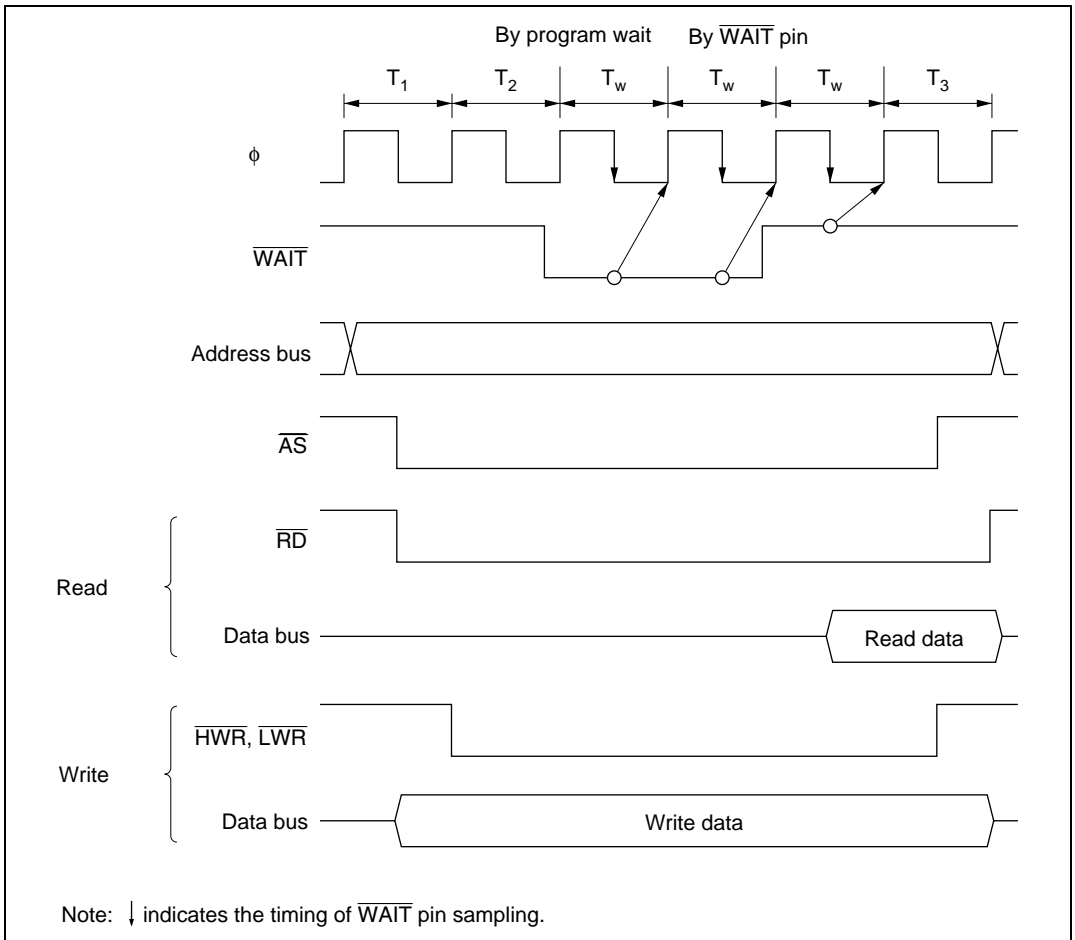 By program wait By WAIT pin
T1 T2 Tw Tw Tw T3
ϕ
WAIT
Address bus
AS
RD
Read
Data bus Read data
HWR, LWR
Write
Data bus Write data
Note: ↓ indicates the timing of WAIT pin sampling.